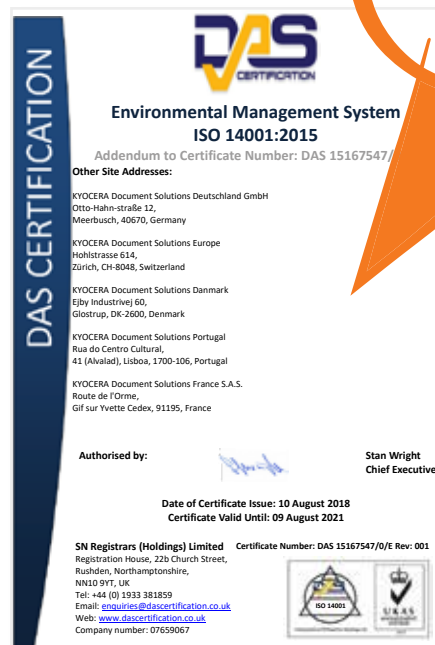 DAS CERTIFICATION
DAS
CERTIFICATION
Environmental Management System
ISO 14001:2015
Addendum to Certificate Number: DAS 15167547/
Other Site Addresses:
KYOCERA Document Solutions Deutschland GmbH
Otto-Hahn-straße 12,
Meerbusch, 40670, Germany
KYOCERA Document Solutions Europe
Hohlstrasse 614,
Zürich, CH-8048, Switzerland
KYOCERA Document Solutions Danmark
Ejby Industrivej 60,
Glostrup, DK-2600, Denmark
KYOCERA Document Solutions Portugal
Rua do Centro Cultural,
41 (Alvalad), Lisboa, 1700-106, Portugal
KYOCERA Document Solutions France S.A.S.
Route de l'Orme,
Gif sur Yvette Cedex, 91195, France
Authorised by:
Stan Wright
Chief Executive
Date of Certificate Issue: 10 August 2018
Certificate Valid Until: 09 August 2021
SN Registrars (Holdings) Limited
Certificate Number: DAS 15167547/0/E Rev: 001
Registration House, 22b Church Street,
Rushden, Northamptonshire,
NN10 9YT, UK
Tel: +44 (0) 1933 381859
Email: enquiries@dascertification.co.uk
Web: www.dascertification.co.uk
Company number: 07659067
ISO 14001
UKAS